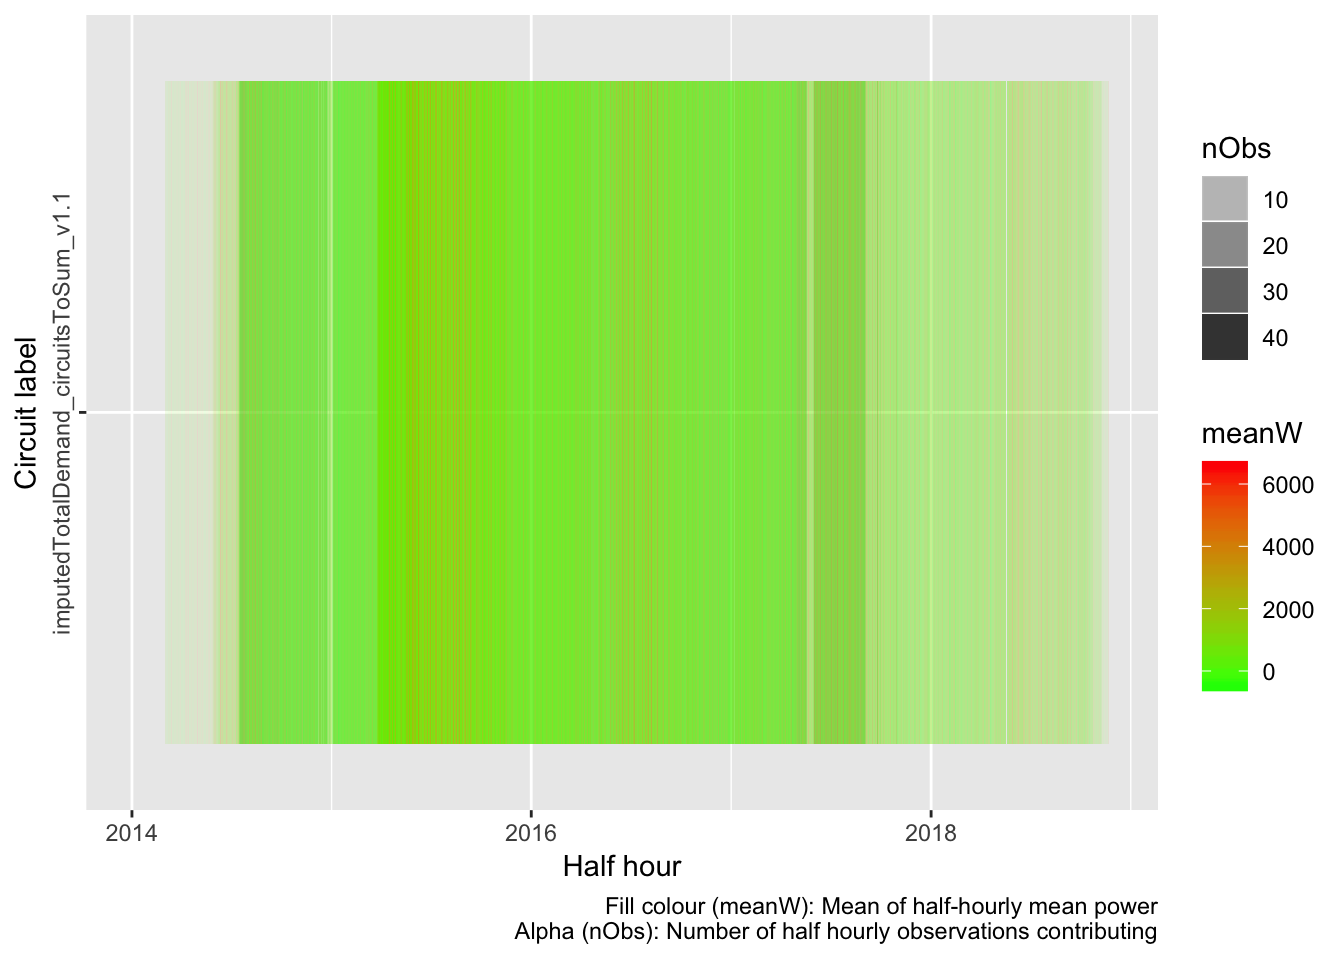 nObs
10
20
30
40
meanW
6000
4000
2000
0
Circuit label
imputedTotalDemand_circuitsToSum_v1.1
2014
2016
2018
Half hour
Fill colour (meanW): Mean of half-hourly mean power
Alpha (nObs): Number of half hourly observations contributing